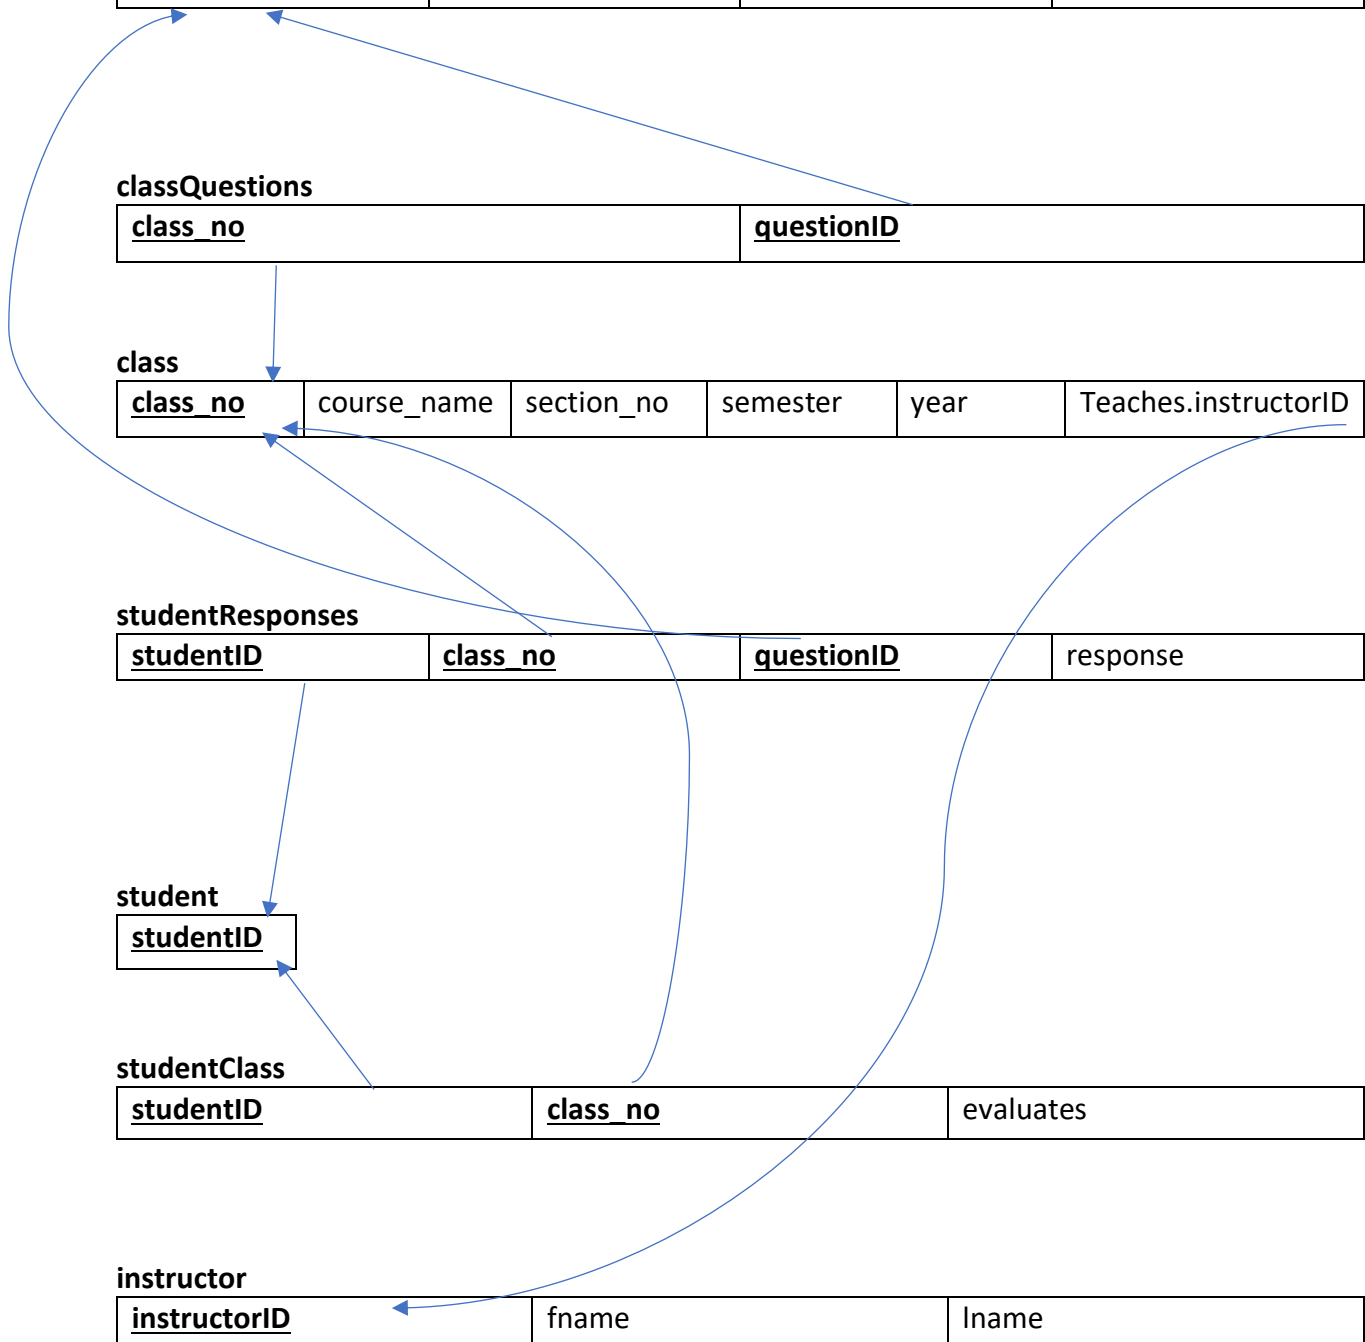 classQuestions
class_no questionID
class
class_no course_name section_no semester year Teaches.instructorID
studentResponses
studentID class_no questionID response
student
studentID
studentClass
studentID class_no evaluates
instructor
instructorID fname lname